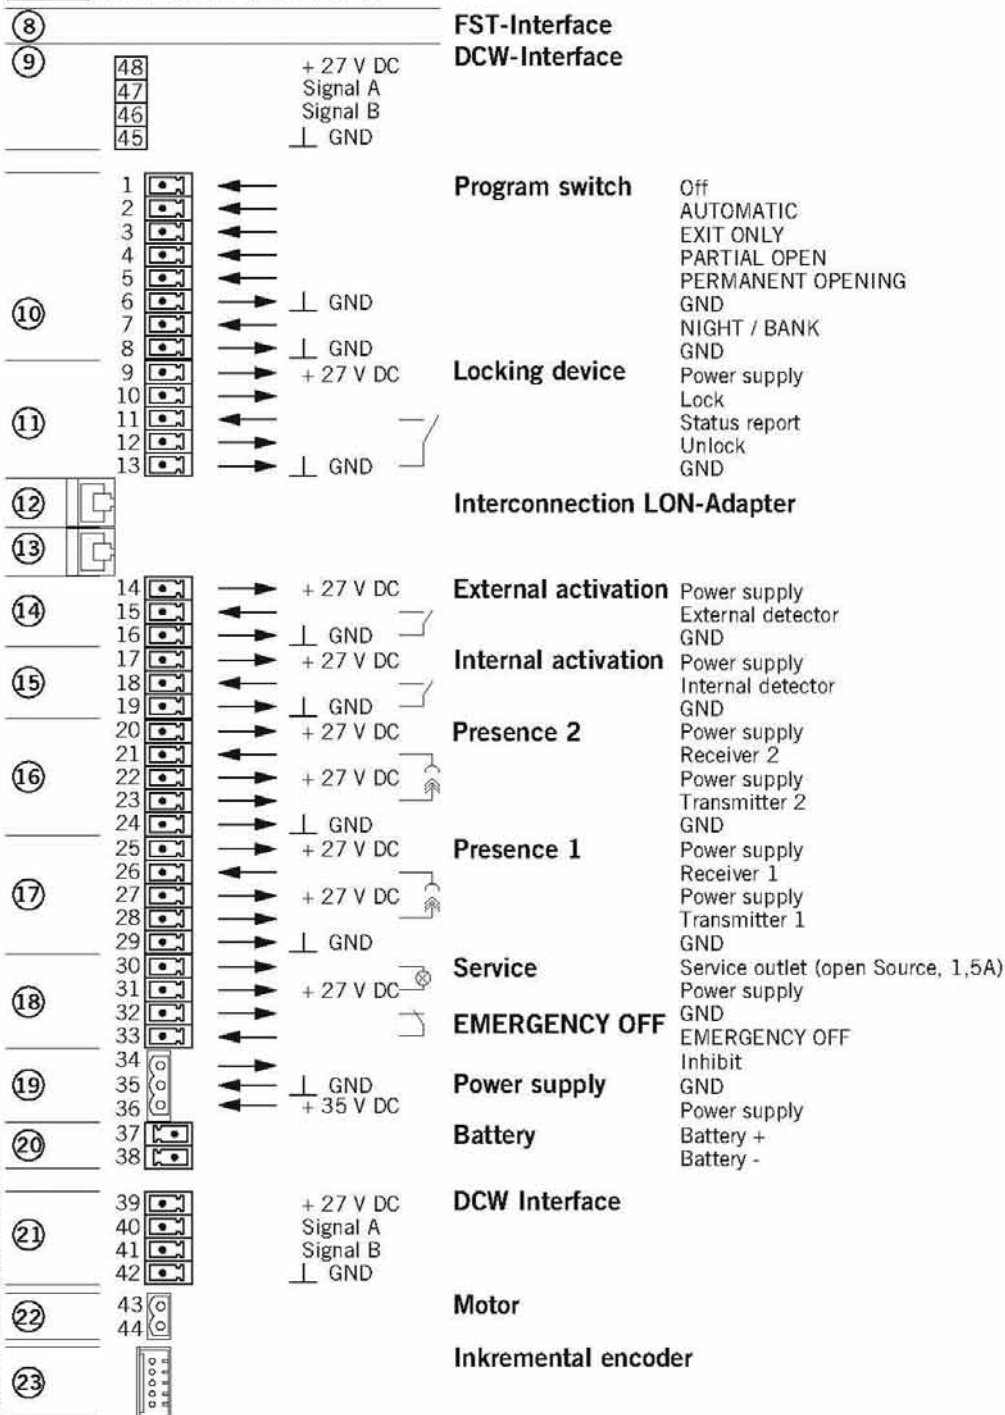 8 FST-Interface
9 DCW-Interface
48 + 27 V DC
47 Signal A
46 Signal B
45 GND
10 Program switch
1 Off
2 AUTOMATIC
3 EXIT ONLY
4 PARTIAL OPEN
5 PERMANENT OPENING
6 GND GND
7 NIGHT / BANK
8 GND GND
11 Locking device
9 + 27 V DC Power supply
10 Lock
11 Status report
12 Unlock
13 GND GND
12 Interconnection LON-Adapter
13
14 External activation
14 + 27 V DC Power supply
15 External detector
16 GND GND
15 Internal activation
17 + 27 V DC Power supply
18 Internal detector
19 GND GND
16 Presence 2
20 + 27 V DC Power supply
21 Receiver 2
22 + 27 V DC Power supply
23 Transmitter 2
24 GND GND
17 Presence 1
25 + 27 V DC Power supply
26 Receiver 1
27 + 27 V DC Power supply
28 Transmitter 1
29 GND GND
18 Service
30 Service outlet (open Source, 1,5A)
31 + 27 V DC Power supply
32 GND
EMERGENCY OFF
33 EMERGENCY OFF
19 Power supply
34 Inhibit
35 GND GND
36 + 35 V DC Power supply
20 Battery
37 Battery +
38 Battery -
21 DCW Interface
39 + 27 V DC
40 Signal A
41 Signal B
42 GND
22 Motor
43
44
23 Inkremental encoder